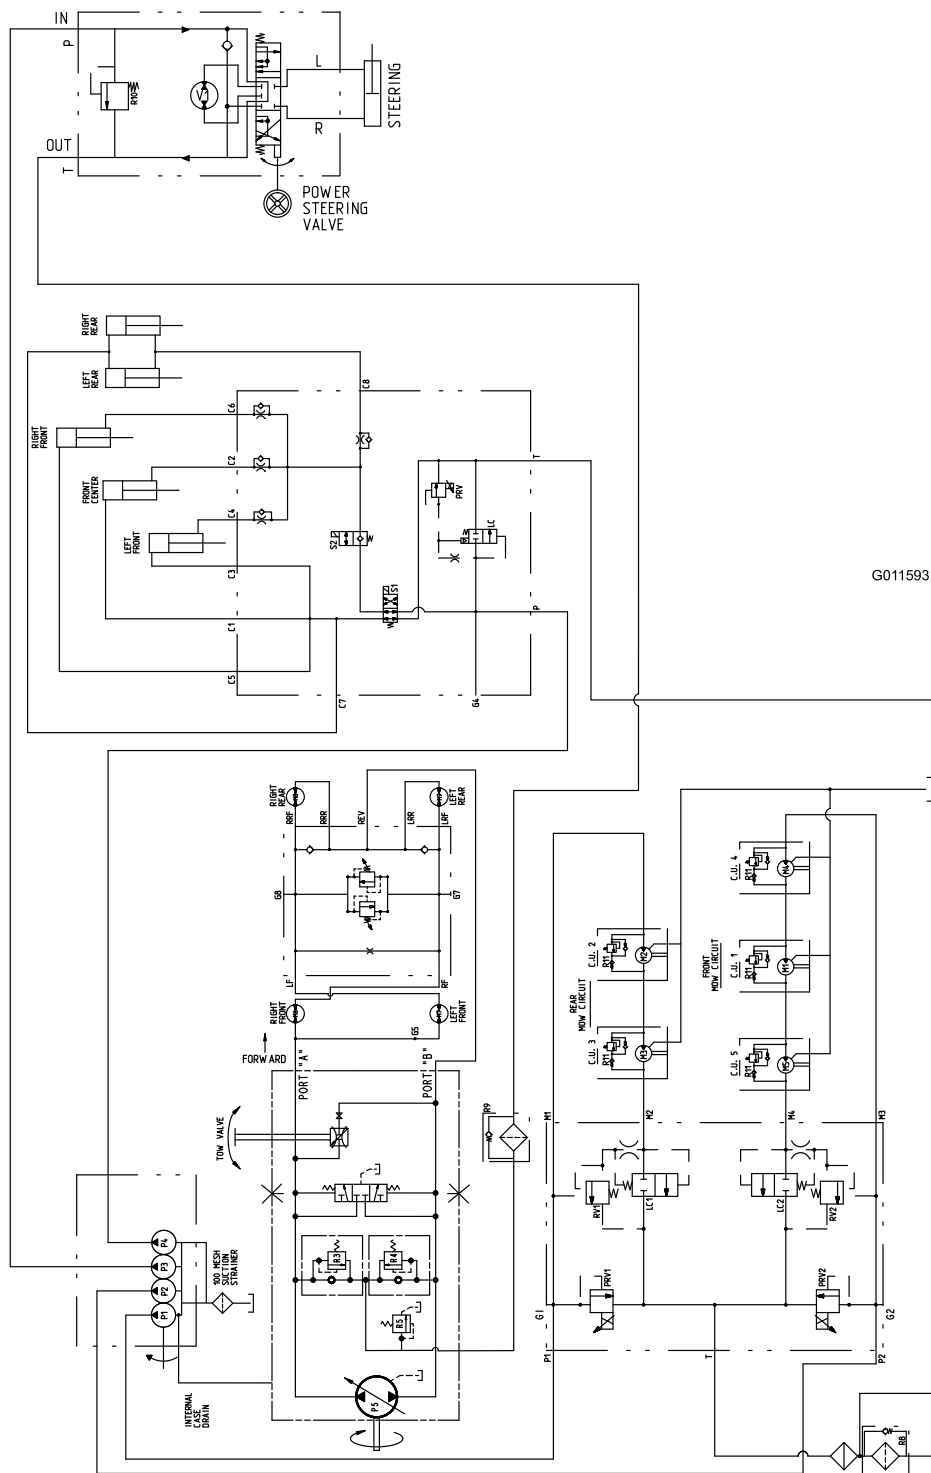 IN
P
R10
V1
OUT
T
L
R
STEERING
POWER
STEERING
VALVE
RIGHT
REAR
LEFT
REAR
RIGHT
FRONT
FRONT
CENTER
LEFT
FRONT
C6
C2
C4
C3
C1
C5
C8
C7
S2
S1
PRV
LC
T
P
G4
G011593
RIGHT
REAR
LEFT
REAR
RRF
RRR
REV
LRR
LRF
G8
G7
LF
RF
RIGHT
FRONT
LEFT
FRONT
G5
FORWARD
PORT "A"
PORT "B"
TOW VALVE
R9
R3
R4
R5
P5
P4
P3
P2
P1
100 MESH
SUCTION
STRAINER
INTERNAL
CASE
DRAIN
C.U. 4
R11
M4
C.U. 1
R11
M1
C.U. 5
R11
M5
FRONT
MOW CIRCUIT
C.U. 2
R11
M2
C.U. 3
R11
M3
REAR
MOW CIRCUIT
M1
M2
M4
M3
RV1
LC1
LC2
RV2
PRV1
PRV2
G1
G2
P1
T
P2
R8